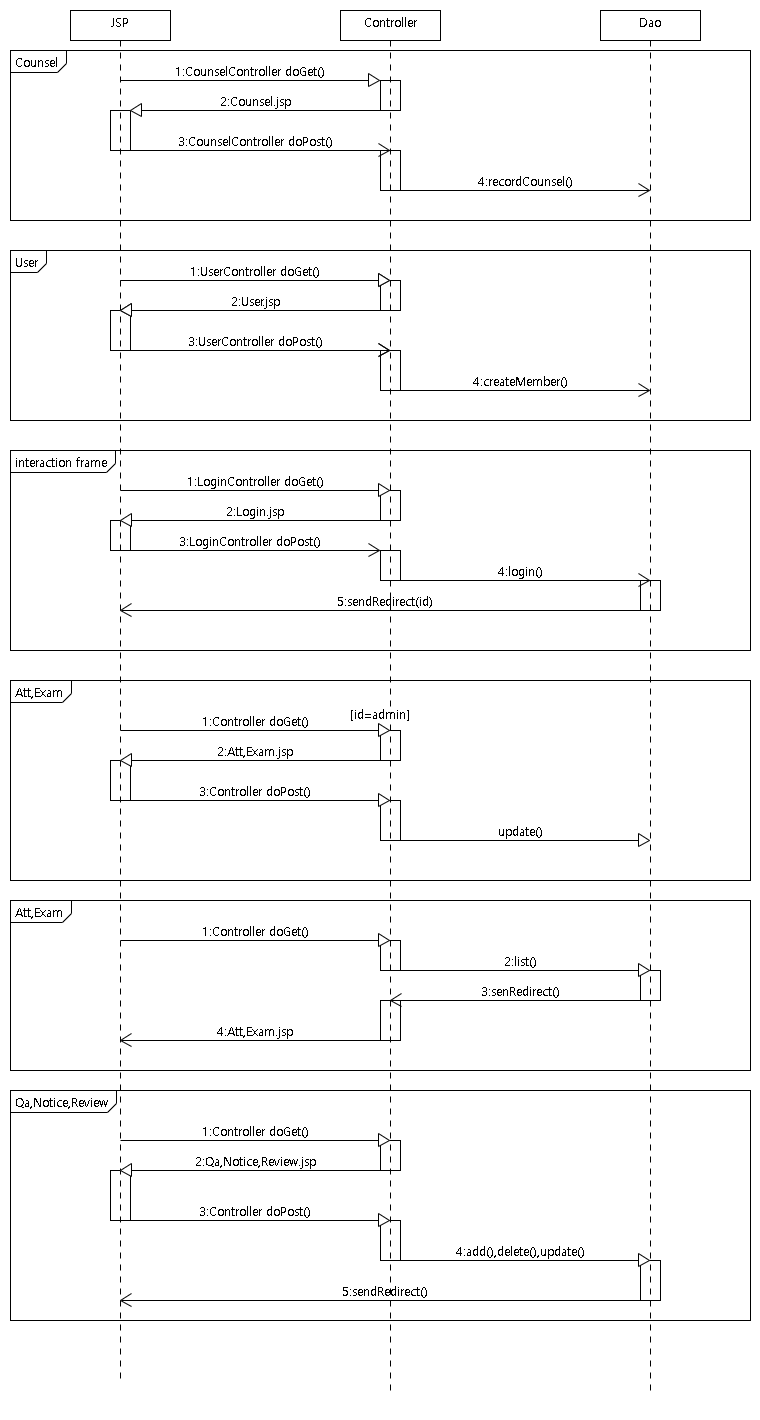 JSP
Controller
Dao
Counsel
1:CounselController doGet()
2:Counsel.jsp
3:CounselController doPost()
4:recordCounsel()
User
1:UserController doGet()
2:User.jsp
3:UserController doPost()
4:createMember()
interaction frame
1:LoginController doGet()
2:Login.jsp
3:LoginController doPost()
4:login()
5:sendRedirect(id)
Att,Exam
[id=admin]
1:Controller doGet()
2:Att,Exam.jsp
3:Controller doPost()
update()
Att,Exam
1:Controller doGet()
2:list()
3:senRedirect()
4:Att,Exam.jsp
Qa,Notice,Review
1:Controller doGet()
2:Qa,Notice,Review.jsp
3:Controller doPost()
4:add(),delete(),update()
5:sendRedirect()